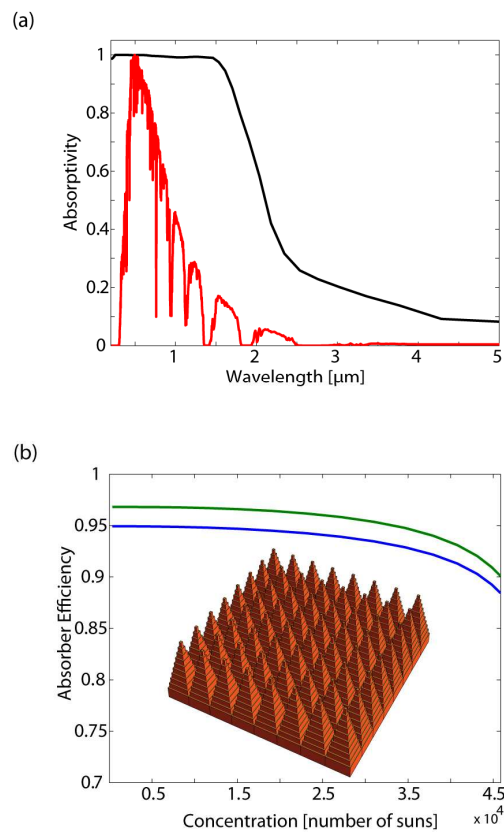 (a)
1
0.8
0.6
0.4
0.2
0
Absorptivity
1 2 3 4 5
Wavelength [μm]
(b)
1
0.95
0.9
0.85
0.8
0.75
0.7
Absorber Efficiency
0.5 1.5 2.5 3.5 4.5
x 10⁴
Concentration [number of suns]